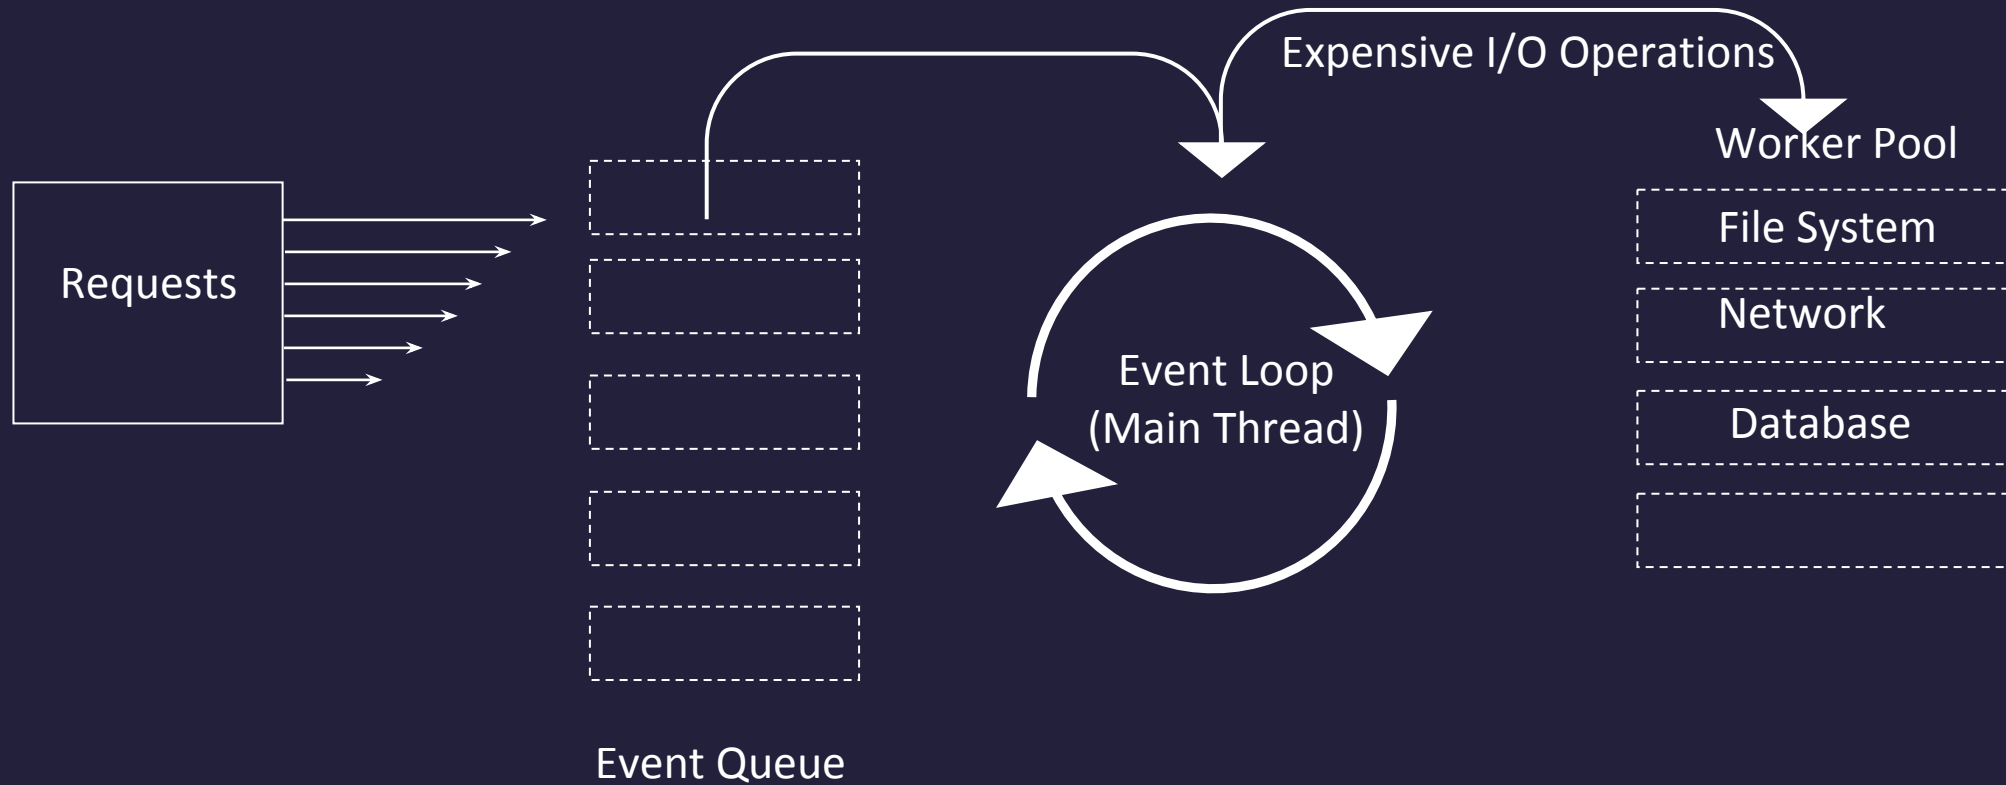 Expensive I/O Operations
Worker Pool
Requests
File System
Network
Event Loop
(Main Thread)
Database
Event Queue